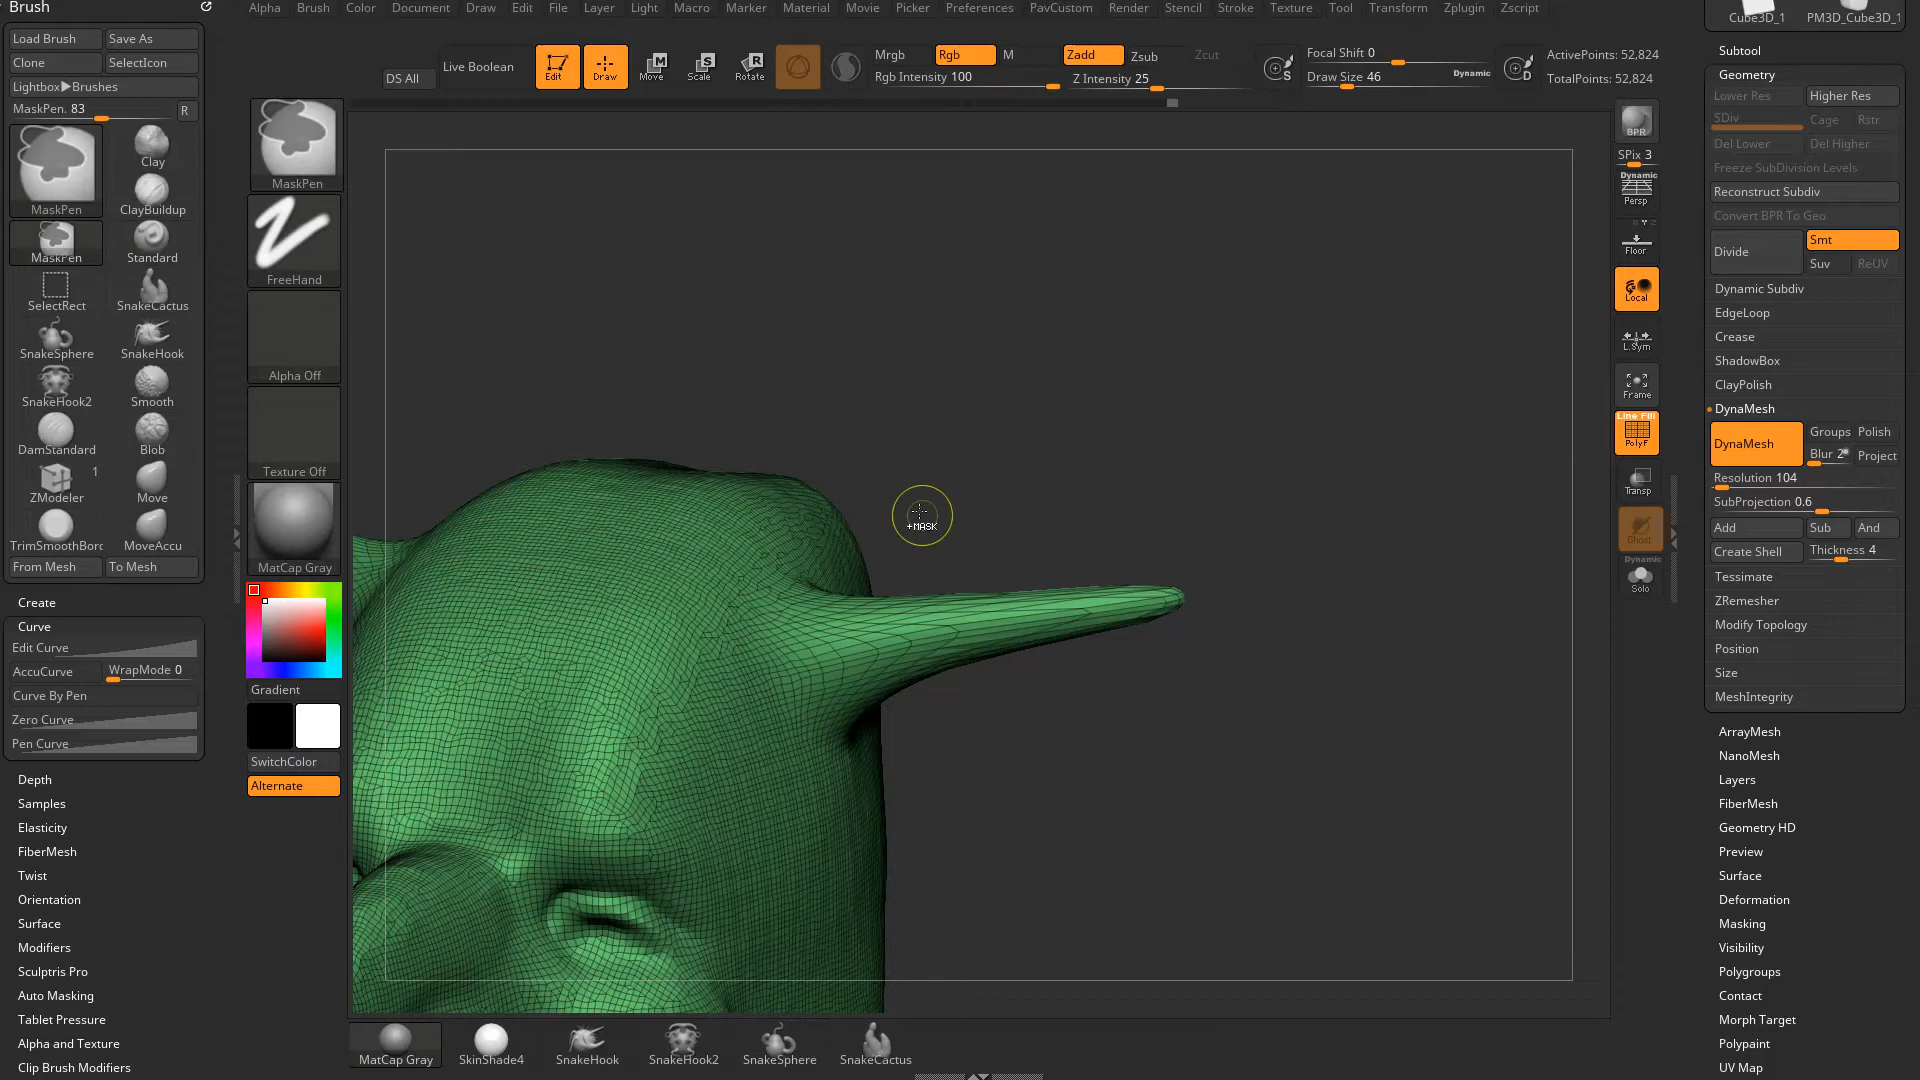 Brush
Load Brush Save As
Clone SelectIcon
Lightbox▶Brushes
MaskPen. 83 R
MaskPen Clay
ClayBuildup
MaskPen Standard
SelectRect SnakeCactus
SnakeSphere SnakeHook
SnakeHook2 Smooth
DamStandard Blob
ZModeler 1 Move
TrimSmoothBorc MoveAccu
From Mesh To Mesh
Create
Curve
Edit Curve
AccuCurve WrapMode 0
Curve By Pen
Zero Curve
Pen Curve
Depth
Samples
Elasticity
FiberMesh
Twist
Orientation
Surface
Modifiers
Sculptris Pro
Auto Masking
Tablet Pressure
Alpha and Texture
Clip Brush Modifiers
Alpha Brush Color Document Draw Edit File Layer Light Macro Marker Material Movie Picker Preferences PavCustom Render Stencil Stroke Texture Tool Transform Zplugin Zscript
DS All Live Boolean Edit Draw Move Scale Rotate
M S R
Mrgb Rgb M Zadd Zsub Zcut
Rgb Intensity 100 Z Intensity 25
S Focal Shift 0
Draw Size 46 Dynamic D
ActivePoints: 52,824
TotalPoints: 52,824
MaskPen
FreeHand
Alpha Off
Texture Off
MatCap Gray
Gradient
SwitchColor
Alternate
+MASK
MatCap Gray SkinShade4 SnakeHook SnakeHook2 SnakeSphere SnakeCactus
BPR
SPix 3
Dynamic
Persp
Floor
Local
L.Sym
Frame
Line Fill
PolyF
Transp
Ghost
Dynamic
Solo
Cube3D_1 PM3D_Cube3D_1
Subtool
Geometry
Lower Res Higher Res
SDiv Cage Rstr
Del Lower Del Higher
Freeze SubDivision Levels
Reconstruct Subdiv
Convert BPR To Geo
Divide Smt
Suv ReUV
Dynamic Subdiv
EdgeLoop
Crease
ShadowBox
ClayPolish
DynaMesh
DynaMesh Groups Polish
Blur 2 Project
Resolution 104
SubProjection 0.6
Add Sub And
Create Shell Thickness 4
Tessimate
ZRemesher
Modify Topology
Position
Size
MeshIntegrity
ArrayMesh
NanoMesh
Layers
FiberMesh
Geometry HD
Preview
Surface
Deformation
Masking
Visibility
Polygroups
Contact
Morph Target
Polypaint
UV Map